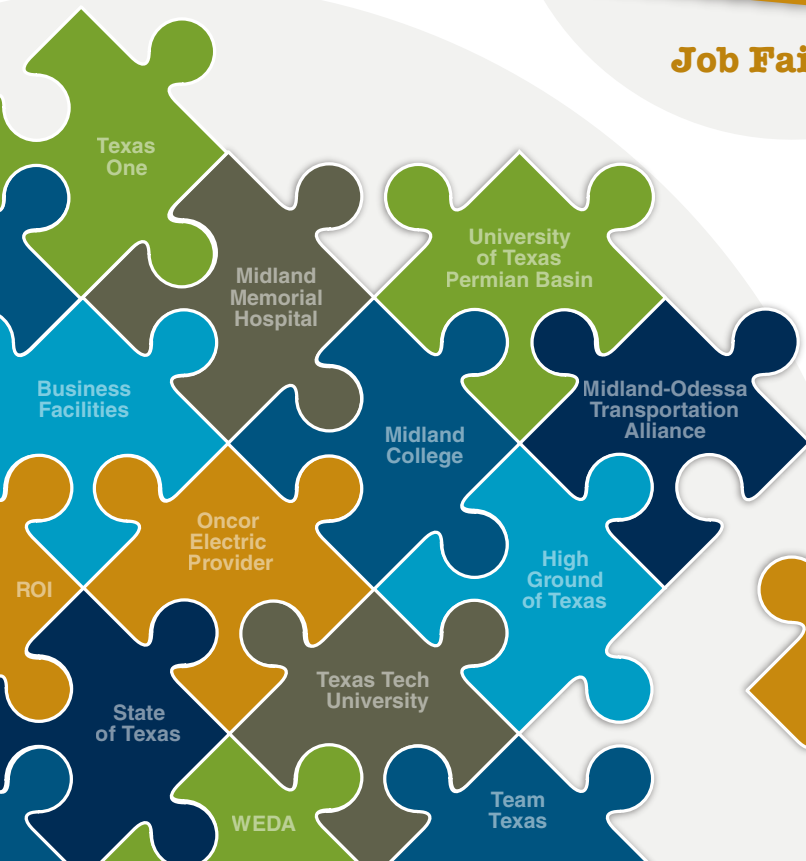 Job Fai
Texas
One
University
of Texas
Permian Basin
Midland
Memorial
Hospital
Business
Facilities
Midland-Odessa
Transportation
Alliance
Midland
College
Oncor
Electric
Provider
High
Ground
of Texas
ROI
Texas Tech
University
State
of Texas
Team
Texas
WEDA